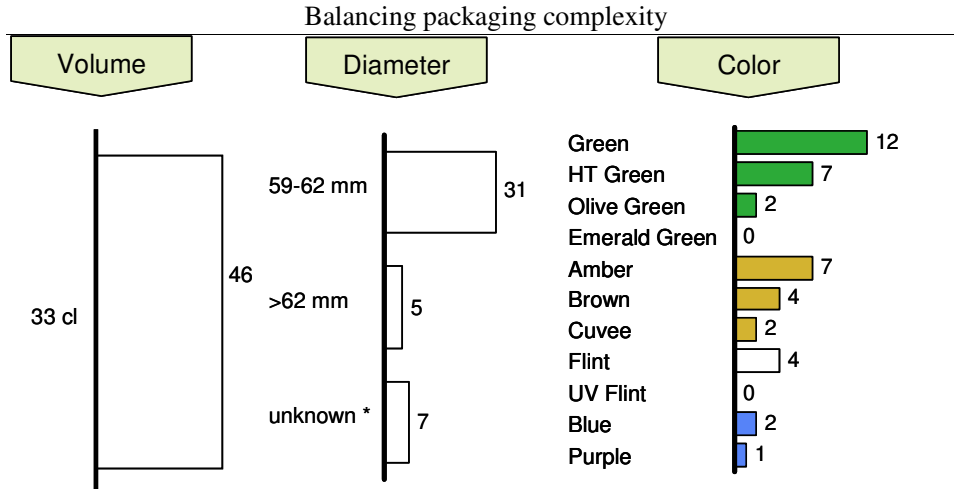 Balancing packaging complexity
Volume
Diameter
Color
33 cl
46
59-62 mm
31
>62 mm
5
unknown *
7
Green
12
HT Green
7
Olive Green
2
Emerald Green
0
Amber
7
Brown
4
Cuvee
2
Flint
4
UV Flint
0
Blue
2
Purple
1